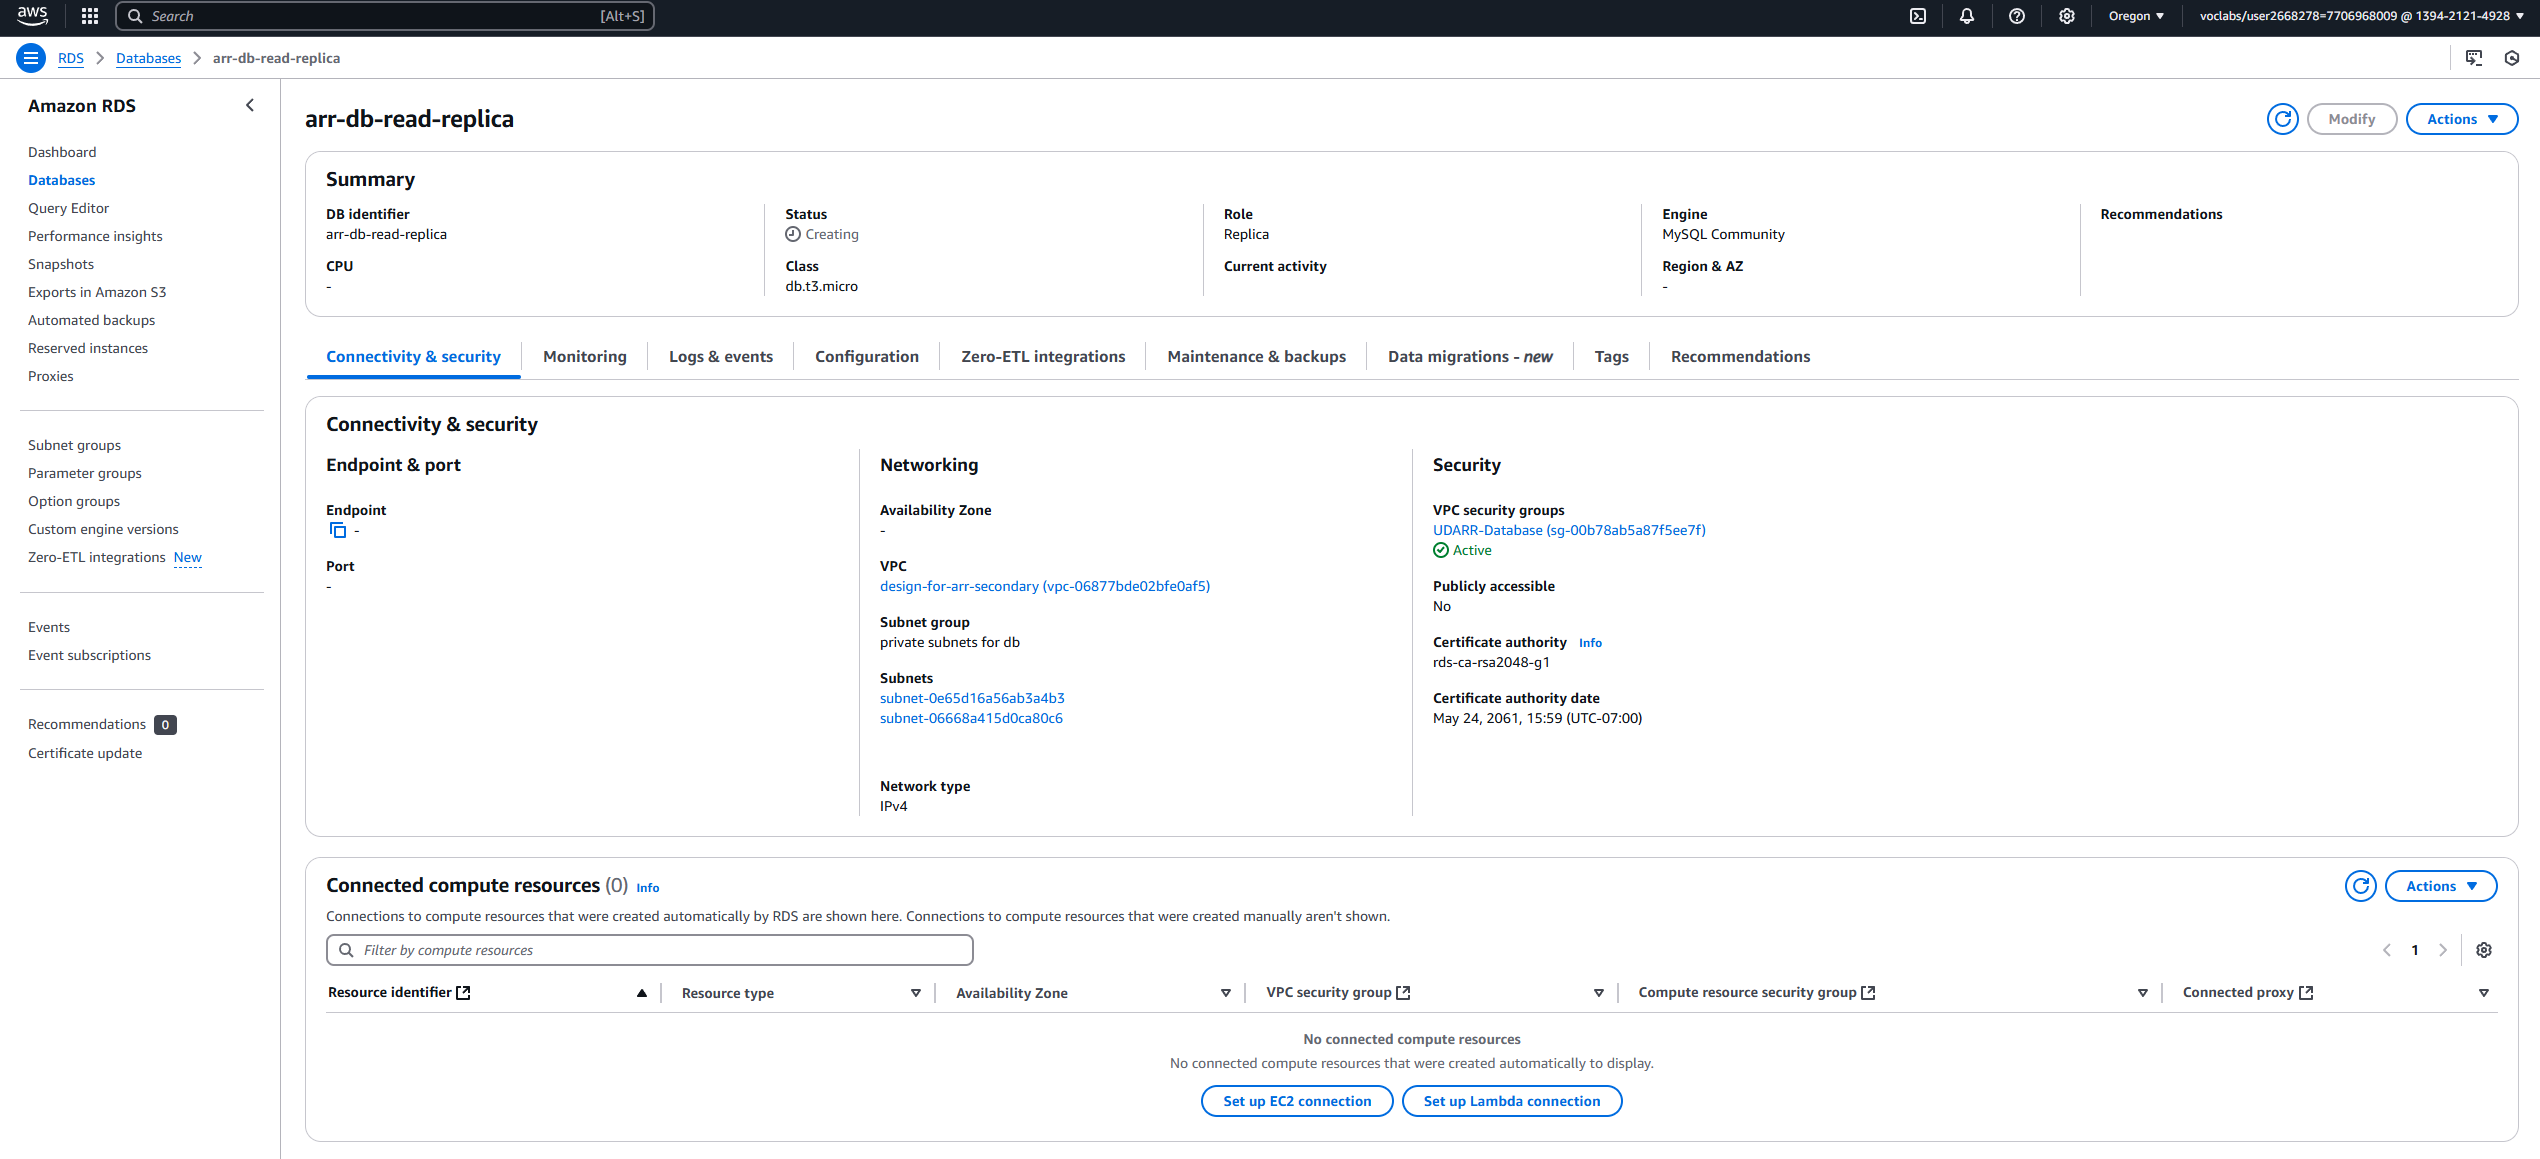 aws
Search [Alt+S]
Oregon ▼
voclabs/user2668278=7706968009 @ 1394-2121-4928 ▼
RDS > Databases > arr-db-read-replica
Amazon RDS
Dashboard
Databases
Query Editor
Performance insights
Snapshots
Exports in Amazon S3
Automated backups
Reserved instances
Proxies
Subnet groups
Parameter groups
Option groups
Custom engine versions
Zero-ETL integrations New
Events
Event subscriptions
Recommendations 0
Certificate update
arr-db-read-replica
Modify
Actions ▼
Summary
DB identifier
arr-db-read-replica
CPU
-
Status
Creating
Class
db.t3.micro
Role
Replica
Current activity
Engine
MySQL Community
Region & AZ
-
Recommendations
Connectivity & security
Monitoring
Logs & events
Configuration
Zero-ETL integrations
Maintenance & backups
Data migrations - new
Tags
Recommendations
Connectivity & security
Endpoint & port
Endpoint
-
Port
-
Networking
Availability Zone
-
VPC
design-for-arr-secondary (vpc-06877bde02bfe0af5)
Subnet group
private subnets for db
Subnets
subnet-0e65d16a56ab3a4b3
subnet-06668a415d0ca80c6
Network type
IPv4
Security
VPC security groups
UDARR-Database (sg-00b78ab5a87f5ee7f)
Active
Publicly accessible
No
Certificate authority Info
rds-ca-rsa2048-g1
Certificate authority date
May 24, 2061, 15:59 (UTC-07:00)
Connected compute resources (0) Info
Actions ▼
Connections to compute resources that were created automatically by RDS are shown here. Connections to compute resources that were created manually aren't shown.
Filter by compute resources
< 1 >
Resource identifier
Resource type
Availability Zone
VPC security group
Compute resource security group
Connected proxy
No connected compute resources
No connected compute resources that were created automatically to display.
Set up EC2 connection
Set up Lambda connection